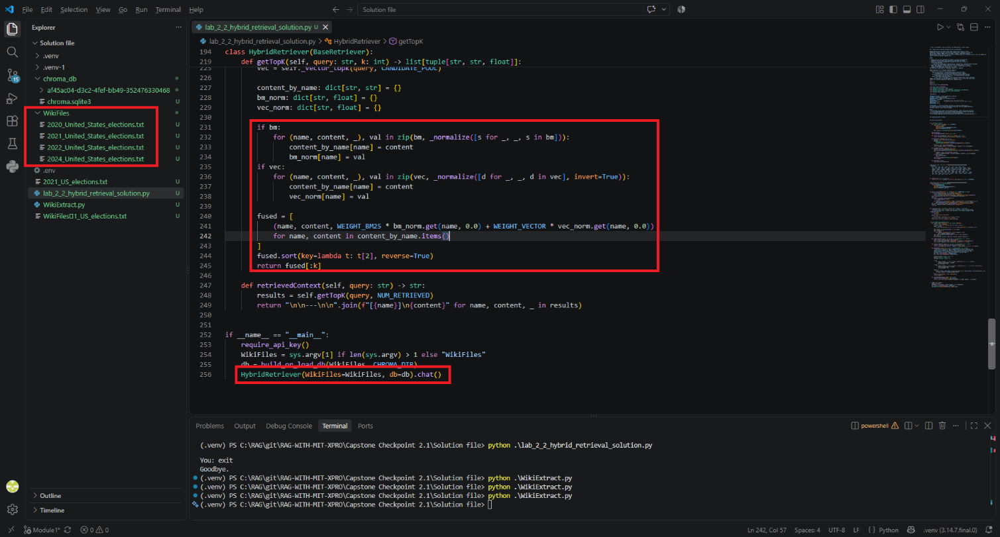 File Edit Selection View Go Run Terminal Help
Solution file
Explorer
Solution file
.venv
.venv-1
chroma_db
af45ac04-d3c2-4fef-bb49-352476330468
chroma.sqlite3 U
WikiFiles
2020_United_States_elections.txt U
2021_United_States_elections.txt U
2022_United_States_elections.txt U
2024_United_States_elections.txt U
.env
2021_US_elections.txt U
lab_2_2_hybrid_retrieval_solution.py U
WikiExtract.py U
WikiFiles1_US_elections.txt U
Outline
Timeline
15
lab_2_2_hybrid_retrieval_solution.py U
lab_2_2_hybrid_retrieval_solution.py > HybridRetriever > getTopK
194 class HybridRetriever(BaseRetriever):
219 def getTopK(self, query: str, k: int) -> list[tuple[str, str, float]]:
225 vec = self._vector_topk(query, CANDIDATE_POOL)
226
227 content_by_name: dict[str, str] = {}
228 bm_norm: dict[str, float] = {}
229 vec_norm: dict[str, float] = {}
230
231 if bm:
232 for (name, content, _), val in zip(bm, _normalize([s for _, _, s in bm])):
233 content_by_name[name] = content
234 bm_norm[name] = val
235 if vec:
236 for (name, content, _), val in zip(vec, _normalize([d for _, _, d in vec], invert=True)):
237 content_by_name[name] = content
238 vec_norm[name] = val
239
240 fused = [
241 (name, content, WEIGHT_BM25 * bm_norm.get(name, 0.0) + WEIGHT_VECTOR * vec_norm.get(name, 0.0))
242 for name, content in content_by_name.items()
243 ]
244 fused.sort(key=lambda t: t[2], reverse=True)
245 return fused[:k]
246
247 def retrievedContext(self, query: str) -> str:
248 results = self.getTopK(query, NUM_RETRIEVED)
249 return "\n\n---\n\n".join(f"[{name}]\n{content}" for name, content, _ in results)
250
251
252 if __name__ == "__main__":
253 require_api_key()
254 WikiFiles = sys.argv[1] if len(sys.argv) > 1 else "WikiFiles"
255 db = build_or_load_db(WikiFiles, CHROMA_DIR)
256 HybridRetriever(WikiFiles=WikiFiles, db=db).chat()
Problems Output Debug Console Terminal Ports
powershell
(.venv) PS C:\RAG\git\RAG-WITH-MIT-XPRO\Capstone Checkpoint 2.1\Solution file> python .\lab_2_2_hybrid_retrieval_solution.py
You: exit
Goodbye.
(.venv) PS C:\RAG\git\RAG-WITH-MIT-XPRO\Capstone Checkpoint 2.1\Solution file> python .\WikiExtract.py
(.venv) PS C:\RAG\git\RAG-WITH-MIT-XPRO\Capstone Checkpoint 2.1\Solution file> python .\WikiExtract.py
(.venv) PS C:\RAG\git\RAG-WITH-MIT-XPRO\Capstone Checkpoint 2.1\Solution file> python .\WikiExtract.py
(.venv) PS C:\RAG\git\RAG-WITH-MIT-XPRO\Capstone Checkpoint 2.1\Solution file>
Module1* 0 0
Ln 242, Col 57 Spaces: 4 UTF-8 LF {} Python .venv (3.14.7.final.0)